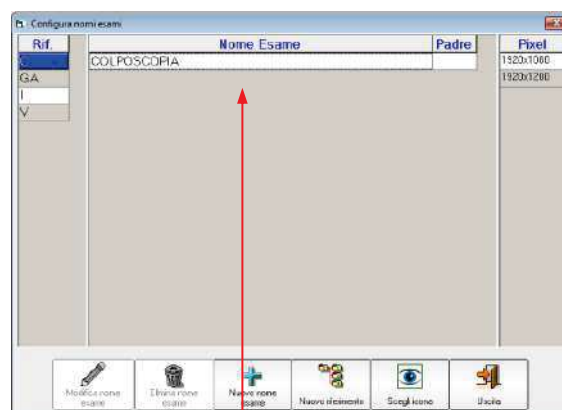 Configura nomi esami
Rif. Nome Esame Padre Pixel
COLPOSCOPIA 1920x1080
GA 1920x1200
I
V
Modifica nome esame
Elimina nome esame
Nuovo nome esame
Nuovo riferimento
Scegli icona
Uscita